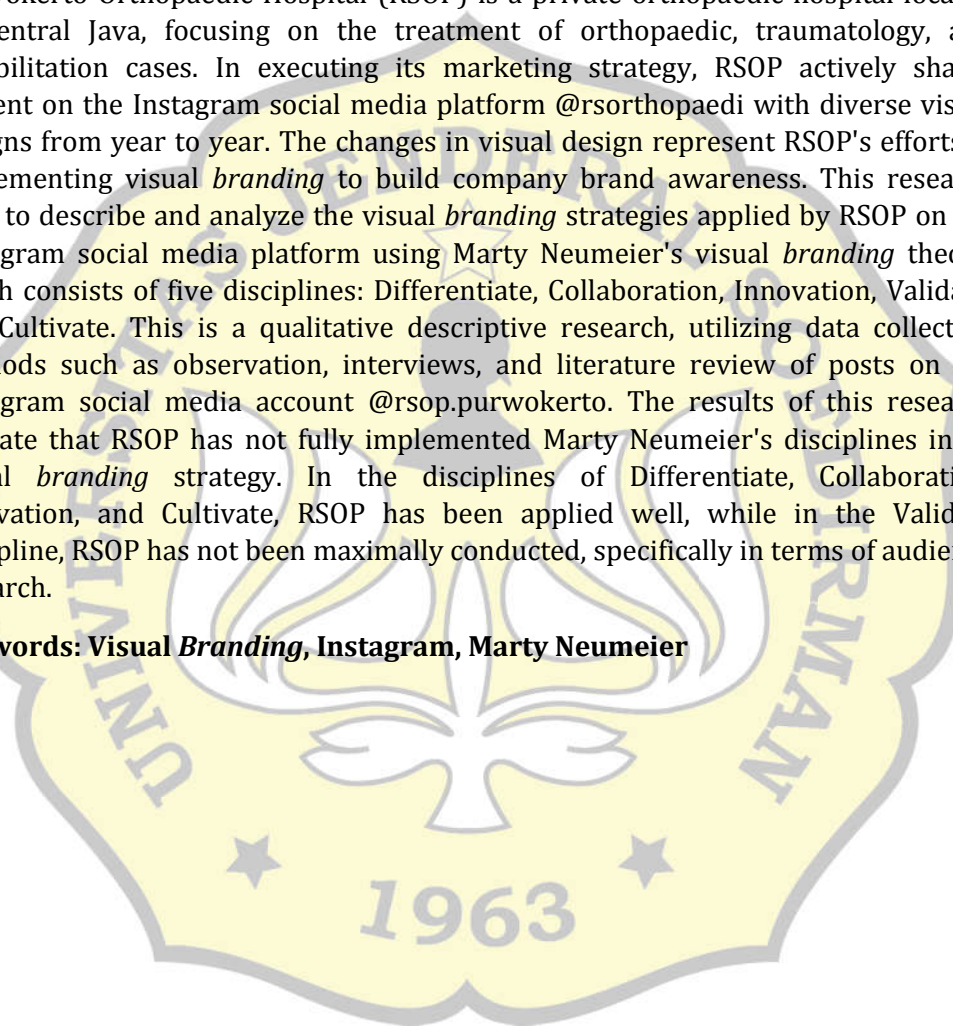 wokerto Orthopaedic Hospital (RSOP) is a private orthopaedic hospital loca
entral Java, focusing on the treatment of orthopaedic, traumatology, a
bilitation cases. In executing its marketing strategy, RSOP actively sha
ent on the Instagram social media platform @rsorthopaedi with diverse vis
gns from year to year. The changes in visual design represent RSOP's efforts
ementing visual branding to build company brand awareness. This resea
to describe and analyze the visual branding strategies applied by RSOP on
gram social media platform using Marty Neumeier's visual branding theo
h consists of five disciplines: Differentiate, Collaboration, Innovation, Valida
Cultivate. This is a qualitative descriptive research, utilizing data collect
ods such as observation, interviews, and literature review of posts on
gram social media account @rsop.purwokerto. The results of this resea
ate that RSOP has not fully implemented Marty Neumeier's disciplines in
al branding strategy. In the disciplines of Differentiate, Collaborati
vation, and Cultivate, RSOP has been applied well, while in the Valid
pline, RSOP has not been maximally conducted, specifically in terms of audien
arch.
words: Visual Branding, Instagram, Marty Neumeier
UNIVERSITAS JENDERAL SOEDIRMAN
1963